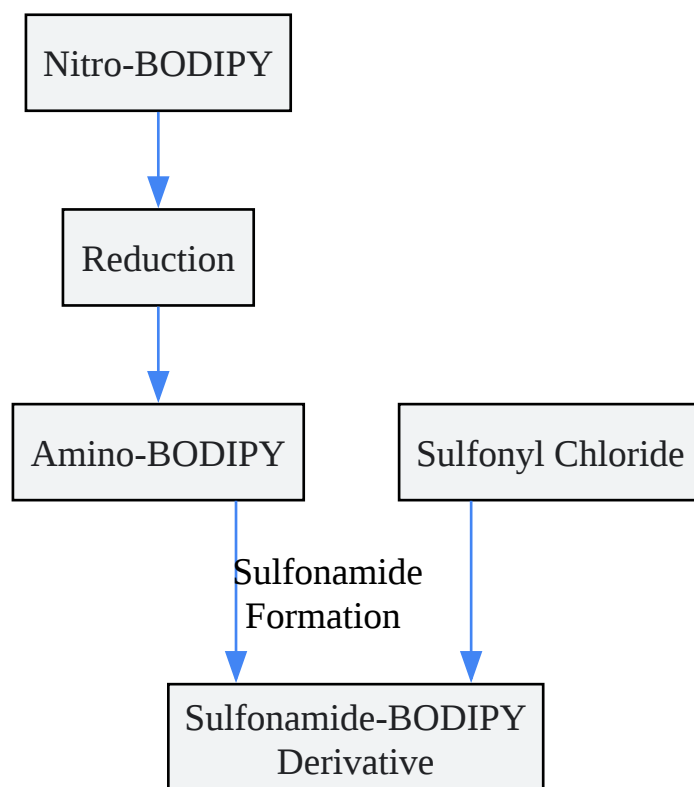 Nitro-BODIPY
Reduction
Amino-BODIPY
Sulfonyl Chloride
Sulfonamide
Formation
Sulfonamide-BODIPY
Derivative